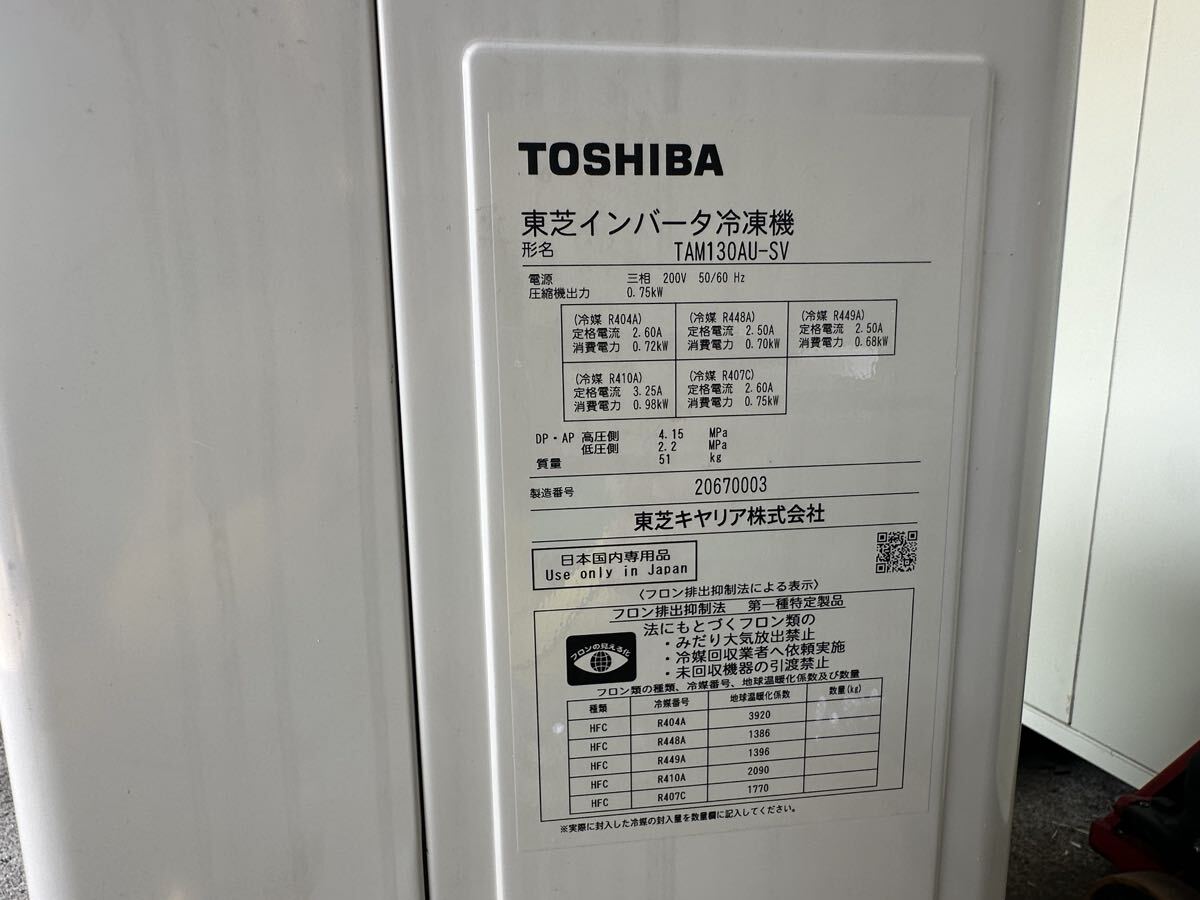 TOSHIBA
東芝インバータ冷凍機
形名 TAM130AU-SV
電源 三相 200V 50/60 Hz
圧縮機出力 0.75kW
(冷媒 R404A) (冷媒 R448A) (冷媒 R449A)
定格電流 2.60A 定格電流 2.50A 定格電流 2.50A
消費電力 0.72kW 消費電力 0.70kW 消費電力 0.68kW
(冷媒 R410A) (冷媒 R407C)
定格電流 3.25A 定格電流 2.60A
消費電力 0.98kW 消費電力 0.75kW
DP・AP 高圧側 4.15 MPa
低圧側 2.2 MPa
質量 51 kg
製造番号 20670003
東芝キヤリア株式会社
日本国内専用品
Use only in Japan
〈フロン排出抑制法による表示〉
フロン排出抑制法 第一種特定製品
法にもとづくフロン類の
・みだり大気放出禁止
・冷媒回収業者へ依頼実施
・未回収機器の引渡禁止
フロンの見える化
フロン類の種類、冷媒番号、地球温暖化係数及び数量
種類 冷媒番号 地球温暖化係数 数量(kg)
HFC R404A 3920
HFC R448A 1386
HFC R449A 1396
HFC R410A 2090
HFC R407C 1770
※実際に封入した冷媒の封入量を数量欄に記入してください。